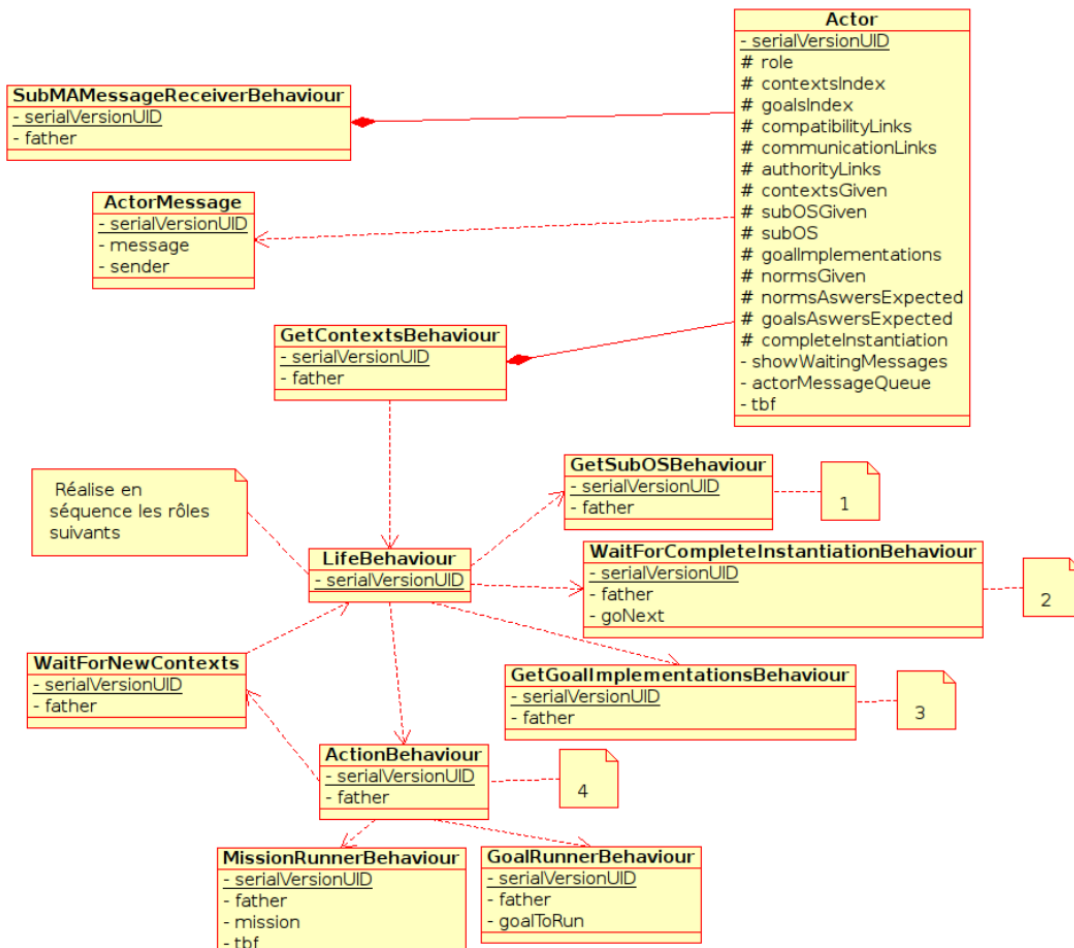 Actor
- serialVersionUID
# role
# contextsIndex
# goalsIndex
# compatibilityLinks
# communicationLinks
# authorityLinks
# contextsGiven
# subOSGiven
# subOS
# goalImplementations
# normsGiven
# normsAswersExpected
# goalsAswersExpected
# completeInstantiation
- showWaitingMessages
- actorMessageQueue
- tbf
SubMAMessageReceiverBehaviour
- serialVersionUID
- father
ActorMessage
- serialVersionUID
- message
- sender
GetContextsBehaviour
- serialVersionUID
- father
Réalise en
séquence les rôles
suivants
GetSubOSBehaviour
- serialVersionUID
- father
1
LifeBehaviour
- serialVersionUID
WaitForCompleteInstantiationBehaviour
- serialVersionUID
- father
- goNext
2
WaitForNewContexts
- serialVersionUID
- father
GetGoalImplementationsBehaviour
- serialVersionUID
- father
3
ActionBehaviour
- serialVersionUID
- father
4
MissionRunnerBehaviour
- serialVersionUID
- father
- mission
- tbf
GoalRunnerBehaviour
- serialVersionUID
- father
- goalToRun